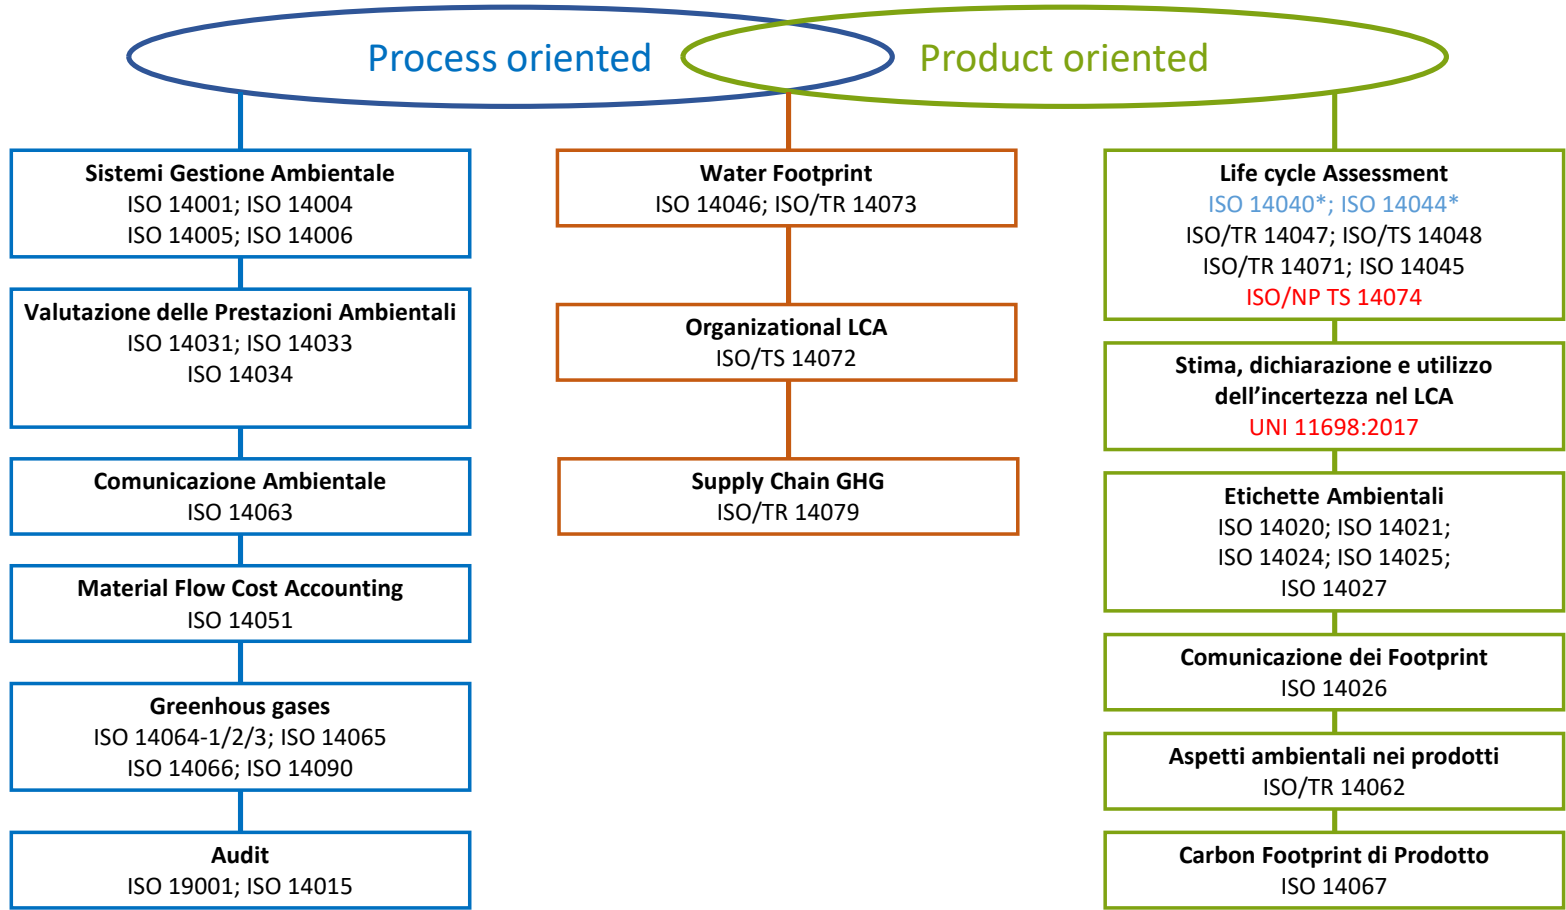 Process oriented
Product oriented
Sistemi Gestione Ambientale
ISO 14001; ISO 14004
ISO 14005; ISO 14006
Valutazione delle Prestazioni Ambientali
ISO 14031; ISO 14033
ISO 14034
Comunicazione Ambientale
ISO 14063
Material Flow Cost Accounting
ISO 14051
Greenhous gases
ISO 14064-1/2/3; ISO 14065
ISO 14066; ISO 14090
Audit
ISO 19001; ISO 14015
Water Footprint
ISO 14046; ISO/TR 14073
Organizational LCA
ISO/TS 14072
Supply Chain GHG
ISO/TR 14079
Life cycle Assessment
ISO 14040*; ISO 14044*
ISO/TR 14047; ISO/TS 14048
ISO/TR 14071; ISO 14045
ISO/NP TS 14074
Stima, dichiarazione e utilizzo
dell’incertezza nel LCA
UNI 11698:2017
Etichette Ambientali
ISO 14020; ISO 14021;
ISO 14024; ISO 14025;
ISO 14027
Comunicazione dei Footprint
ISO 14026
Aspetti ambientali nei prodotti
ISO/TR 14062
Carbon Footprint di Prodotto
ISO 14067